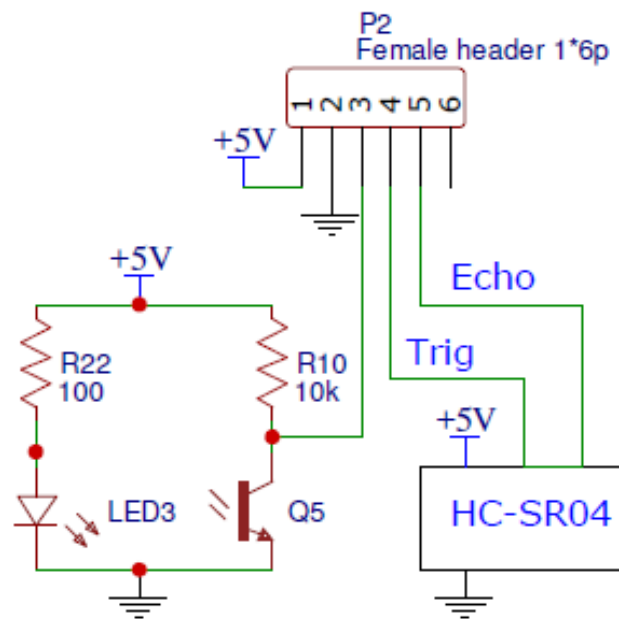 P2
Female header 1*6p
1 2 3 4 5 6
+5V
+5V
Echo
Trig
R22
100
R10
10k
+5V
LED3
Q5
HC-SR04